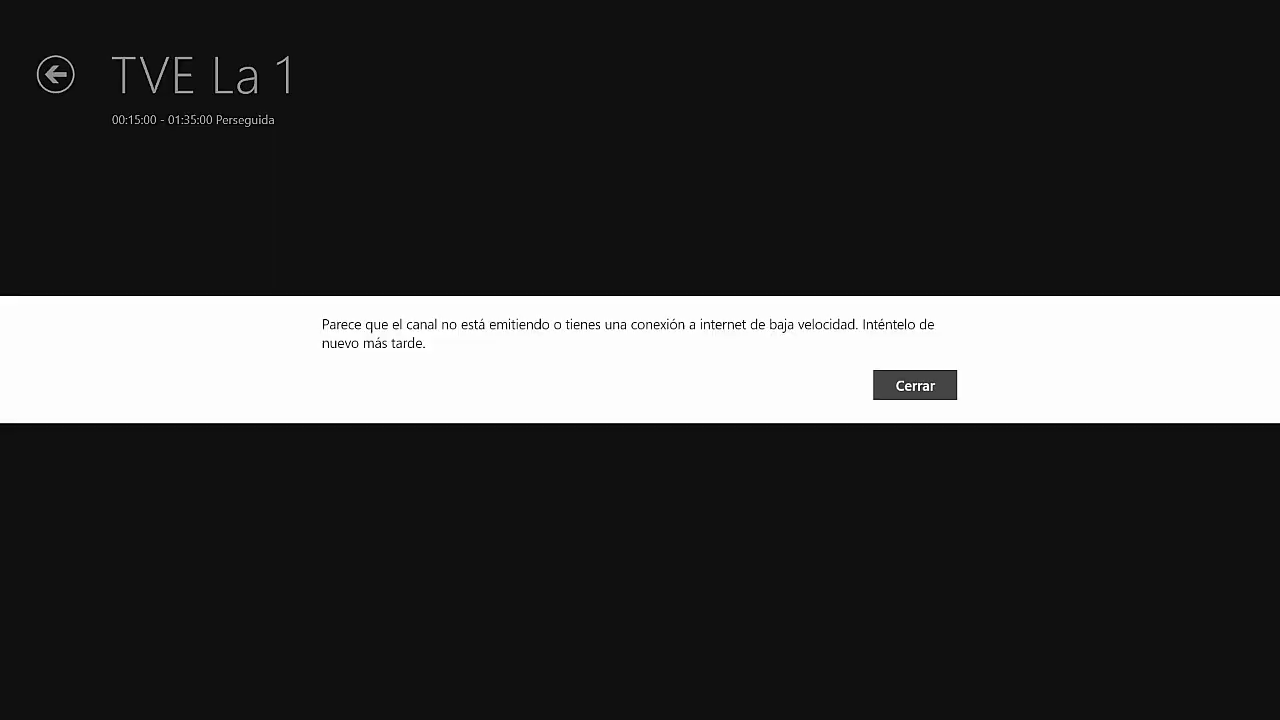 TVE La 1
00:15:00 - 01:35:00 Perseguida
Parece que el canal no está emitiendo o tienes una conexión a internet de baja velocidad. Inténtelo de
nuevo más tarde.
Cerrar